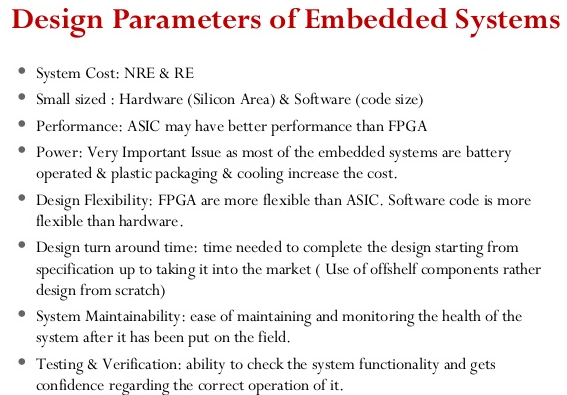 Design Parameters of Embedded Systems
System Cost: NRE & RE
Small sized : Hardware (Silicon Area) & Software (code size)
Performance: ASIC may have better performance than FPGA
Power: Very Important Issue as most of the embedded systems are battery
operated & plastic packaging & cooling increase the cost.
Design Flexibility: FPGA are more flexible than ASIC. Software code is more
flexible than hardware.
Design turn around time: time needed to complete the design starting from
specification up to taking it into the market ( Use of offshelf components rather
design from scratch)
System Maintainability: ease of maintaining and monitoring the health of the
system after it has been put on the field.
Testing & Verification: ability to check the system functionality and gets
confidence regarding the correct operation of it.